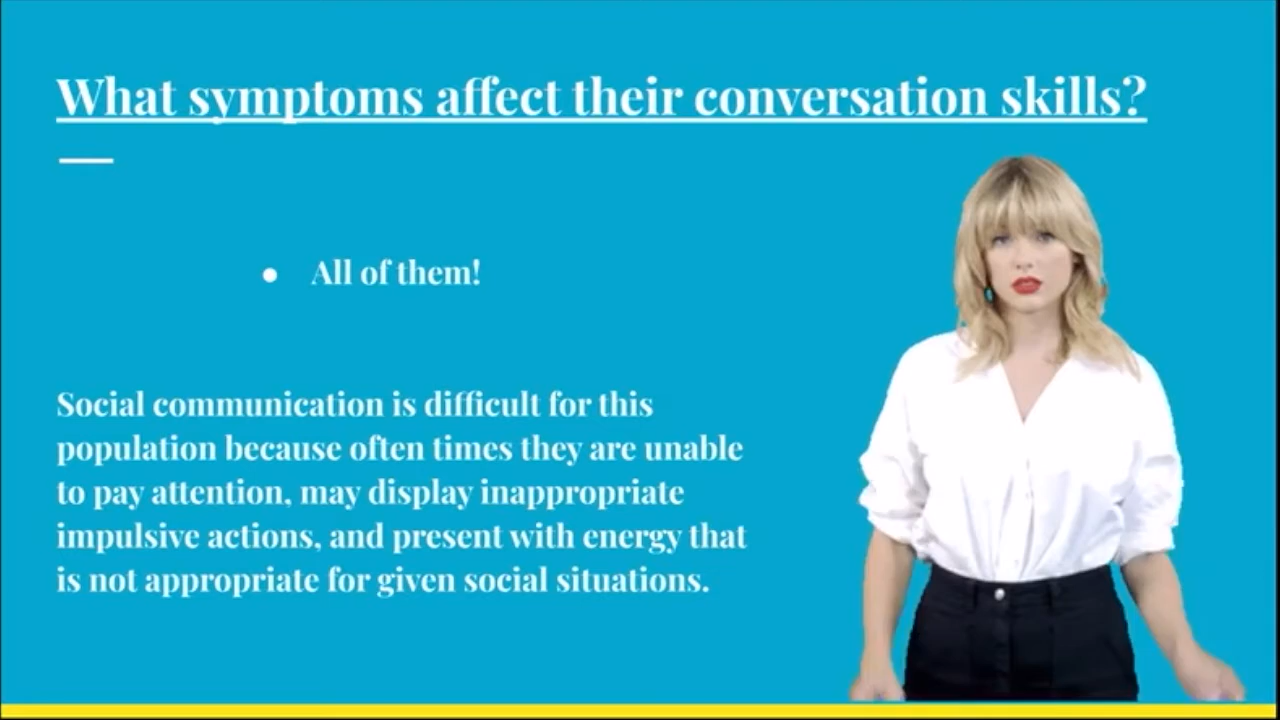 What symptoms affect their conversation skills?
● All of them!
Social communication is difficult for this
population because often times they are unable
to pay attention, may display inappropriate
impulsive actions, and present with energy that
is not appropriate for given social situations.